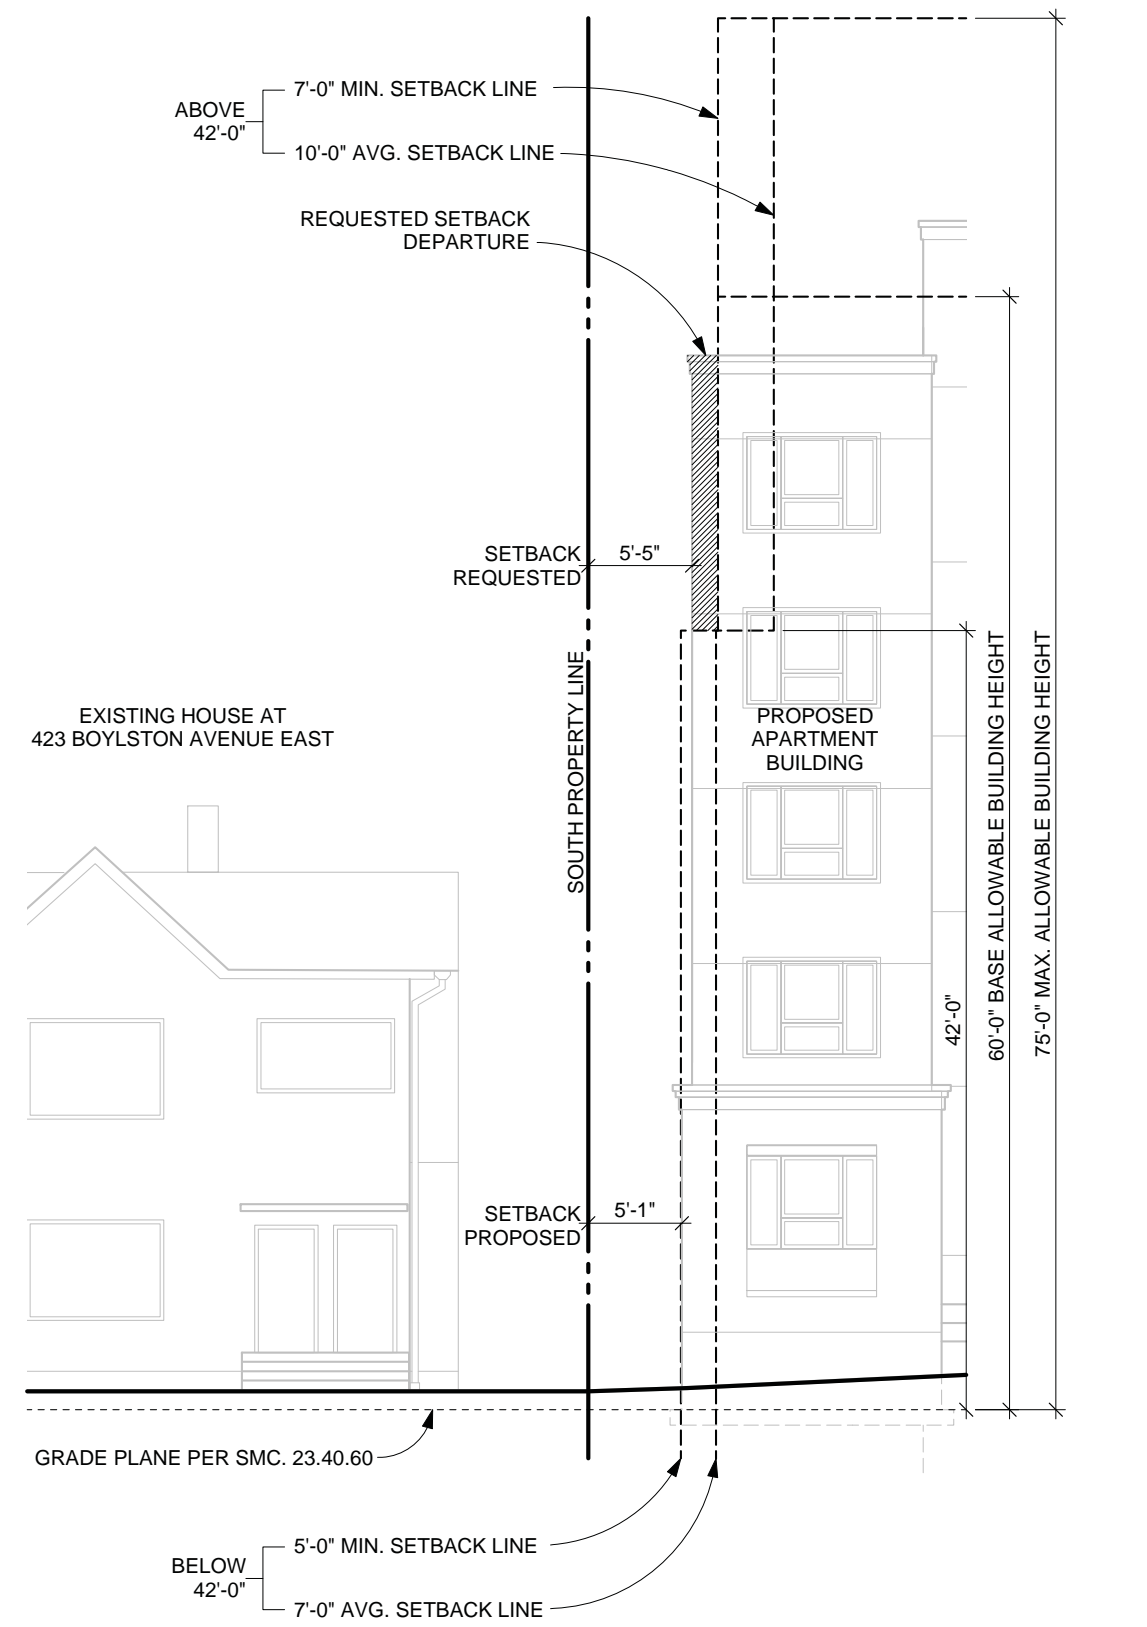 7'-0" MIN. SETBACK LINE
ABOVE
42'-0"
10'-0" AVG. SETBACK LINE
REQUESTED SETBACK
DEPARTURE
SETBACK
REQUESTED
5'-5"
SOUTH PROPERTY LINE
EXISTING HOUSE AT
423 BOYLSTON AVENUE EAST
PROPOSED
APARTMENT
BUILDING
42'-0"
60'-0" BASE ALLOWABLE BUILDING HEIGHT
75'-0" MAX. ALLOWABLE BUILDING HEIGHT
SETBACK
PROPOSED
5'-1"
GRADE PLANE PER SMC. 23.40.60
5'-0" MIN. SETBACK LINE
BELOW
42'-0"
7'-0" AVG. SETBACK LINE